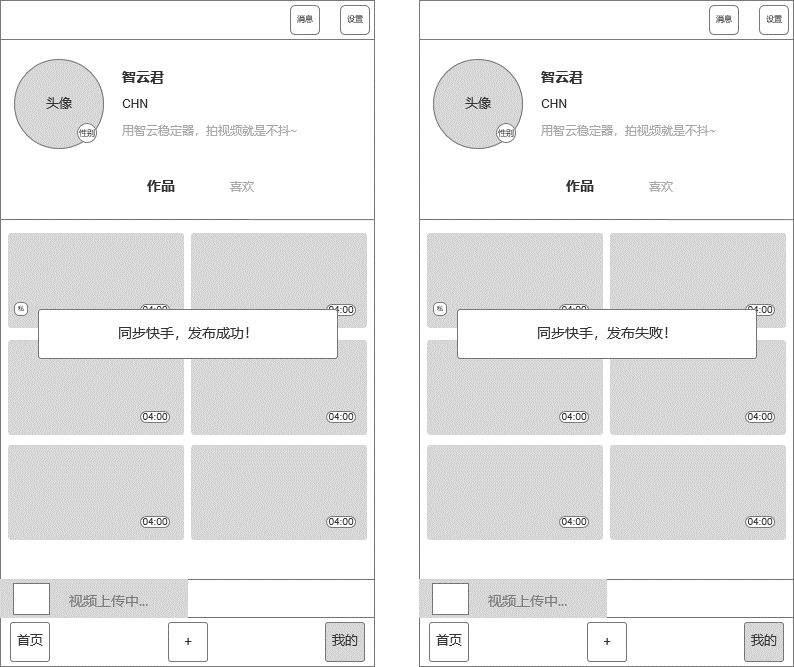 消息 设置
智云君
头像
CHN
性别
用智云稳定器，拍视频就是不抖~
作品 喜欢
私 04:00 04:00
同步快手，发布成功！
04:00 04:00
04:00 04:00
视频上传中...
首页 + 我的
消息 设置
智云君
头像
CHN
性别
用智云稳定器，拍视频就是不抖~
作品 喜欢
私 04:00 04:00
同步快手，发布失败！
04:00 04:00
04:00 04:00
视频上传中...
首页 + 我的